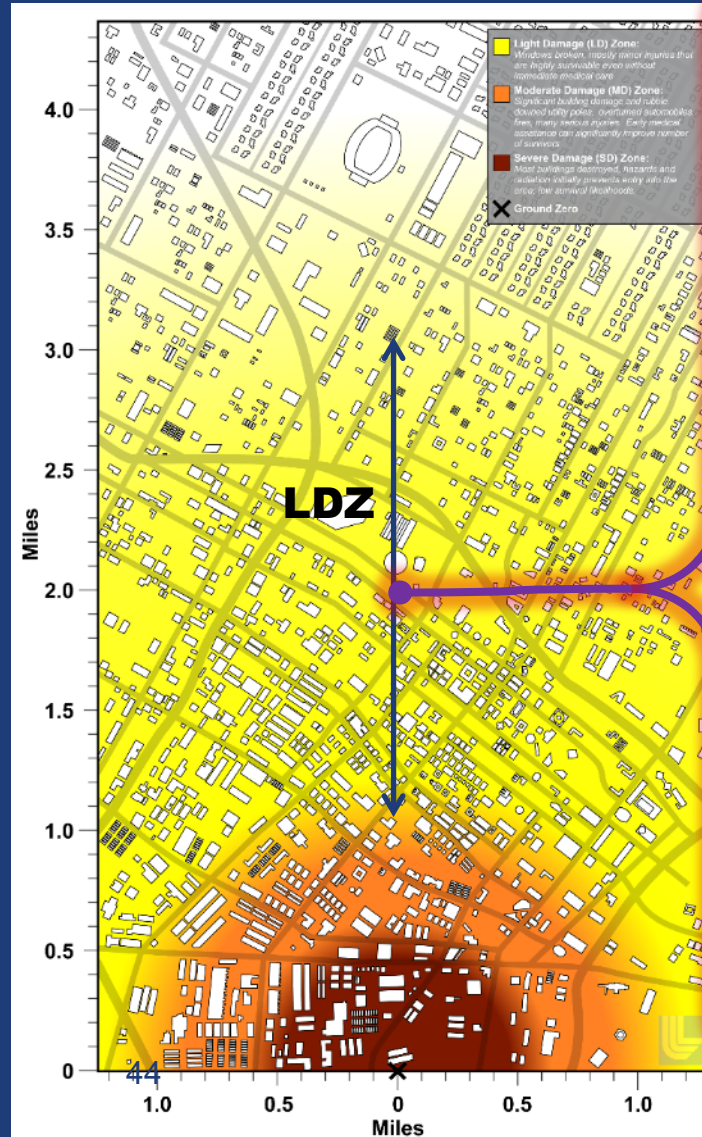 Light Damage (LD) Zone:
Windows broken, mostly minor injuries that
are highly survivable even without
immediate medical care
Moderate Damage (MD) Zone:
Significant building damage and rubble
downed utility poles, overturned automobiles
fires, many serious injuries. Early medical
assistance can significantly improve number
of survivors
Severe Damage (SD) Zone:
Most buildings destroyed, hazards and
radiation initially prevents entry into the
area; low survival likelihoods.
Ground Zero
4.0
3.5
3.0
2.5
LDZ
Miles
2.0
1.5
1.0
0.5
0
44
1.0
0.5
0
0.5
1.0
Miles